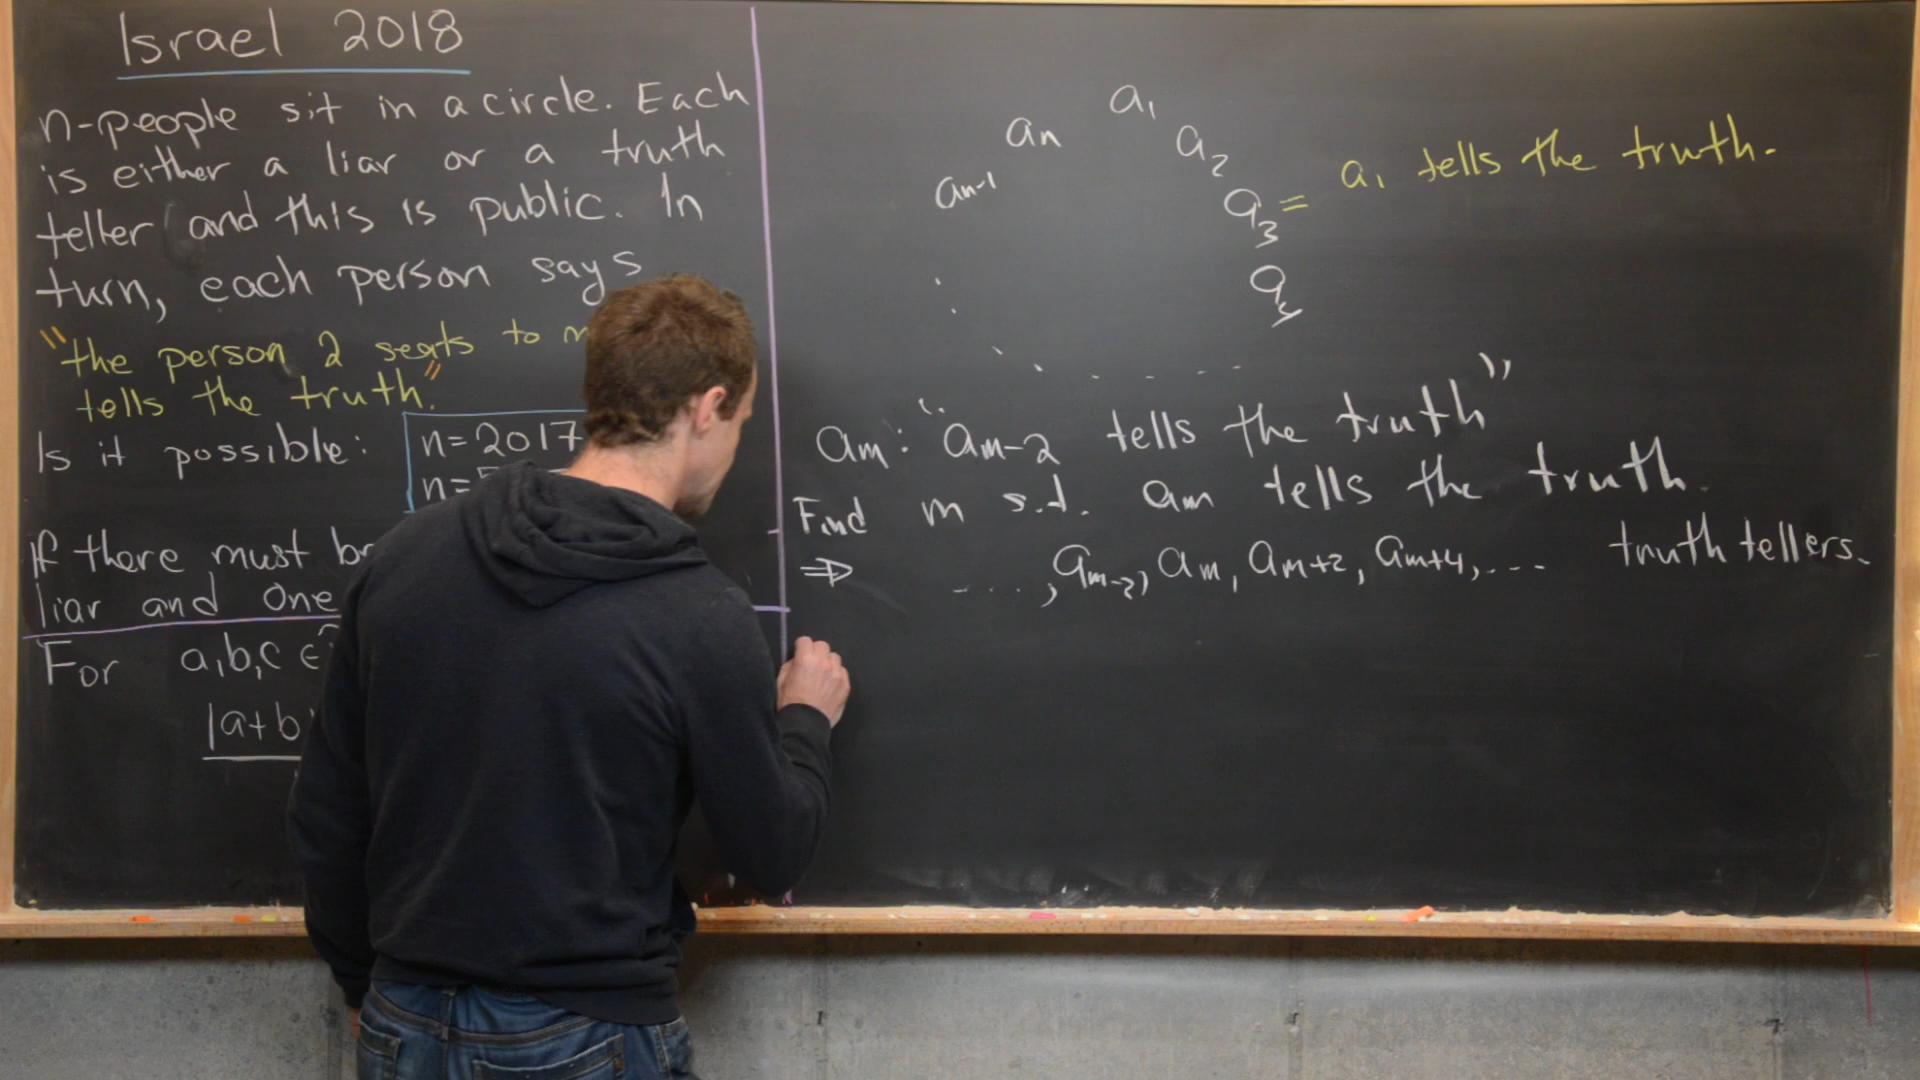 Israel 2018
n-people sit in a circle. Each
is either a liar or a truth
teller and this is public. In
turn, each person says
"the person 2 seats to
tells the truth."
Is it possible: n=2017
n=
If there must
liar and One
For a,b,c ∈
|a+b
a₁
aₙ
a₂
aₙ₋₁
a₃ = a₁ tells the truth.
a₄
aₘ: "aₘ₋₂ tells the truth"
Find m s.t. aₘ tells the truth.
⇒ ..., aₘ₋₂, aₘ, aₘ₊₂, aₘ₊₄, ... truth tellers.